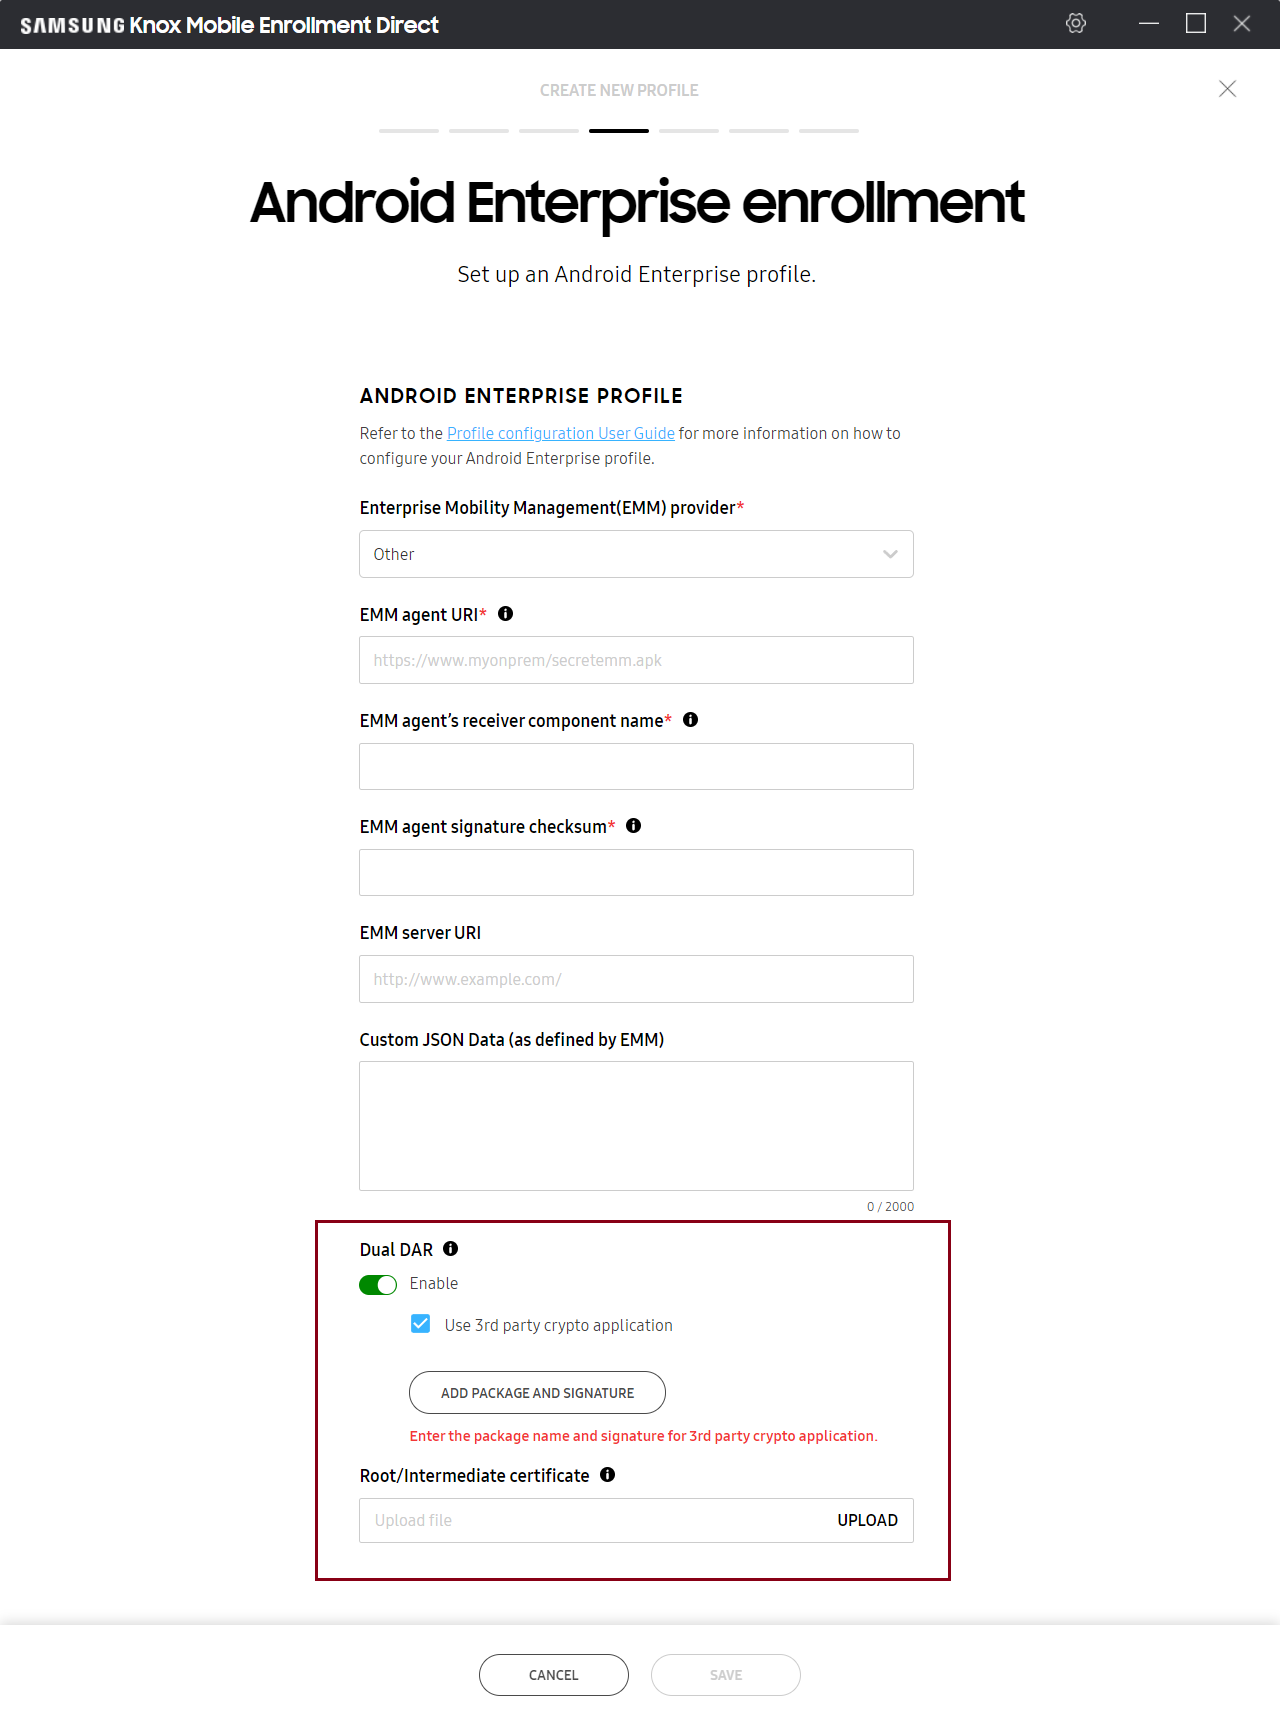 SAMSUNG Knox Mobile Enrollment Direct
CREATE NEW PROFILE
Android Enterprise enrollment
Set up an Android Enterprise profile.
ANDROID ENTERPRISE PROFILE
Refer to the Profile configuration User Guide for more information on how to
configure your Android Enterprise profile.
Enterprise Mobility Management(EMM) provider*
Other
EMM agent URI*
https://www.myonprem/secretemm.apk
EMM agent’s receiver component name*
EMM agent signature checksum*
EMM server URI
http://www.example.com/
Custom JSON Data (as defined by EMM)
0 / 2000
Dual DAR
Enable
Use 3rd party crypto application
ADD PACKAGE AND SIGNATURE
Enter the package name and signature for 3rd party crypto application.
Root/Intermediate certificate
Upload file UPLOAD
CANCEL SAVE